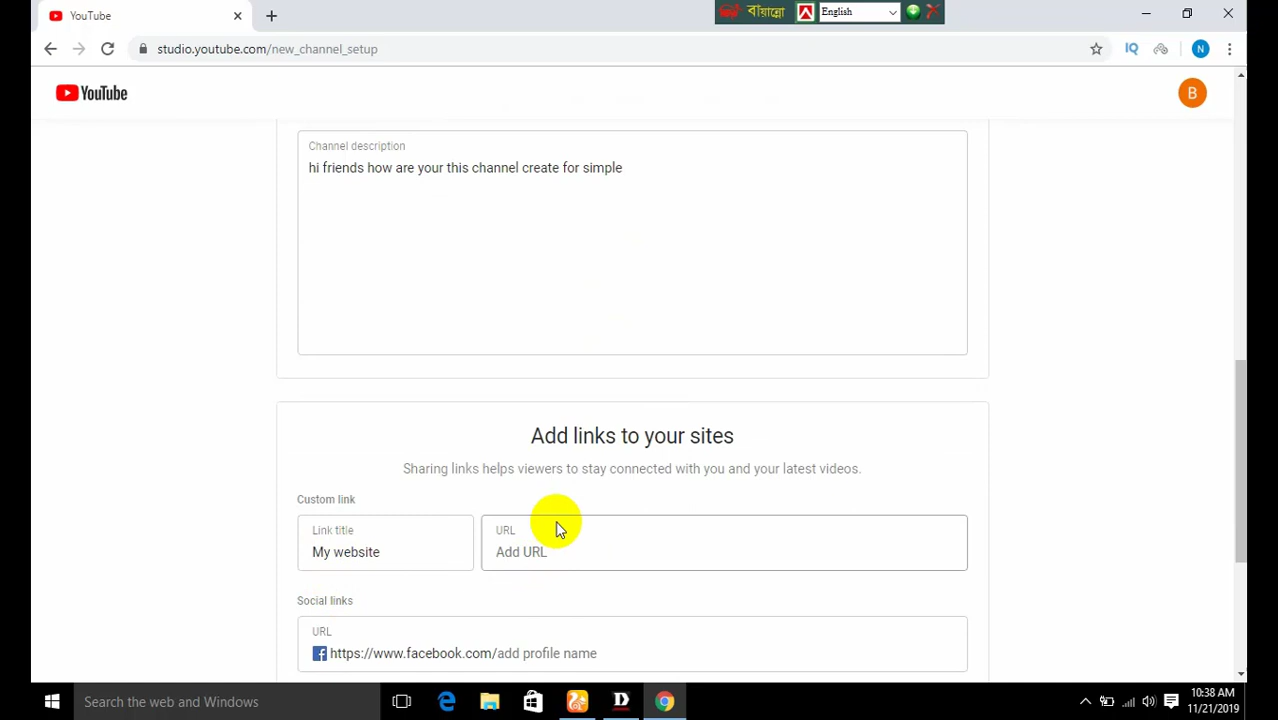 YouTube
বায়ান্নো
English
studio.youtube.com/new_channel_setup
IQ
N
YouTube
B
Channel description
hi friends how are your this channel create for simple
Add links to your sites
Sharing links helps viewers to stay connected with you and your latest videos.
Custom link
Link title
My website
URL
Add URL
Social links
URL
https://www.facebook.com/add profile name
Search the web and Windows
10:38 AM
11/21/2019